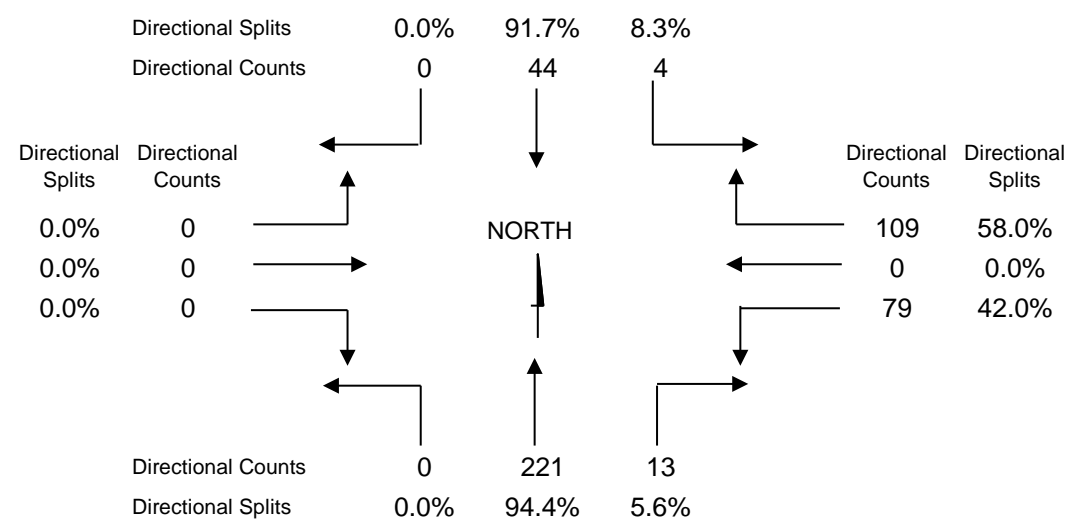 Directional Splits 0.0% 91.7% 8.3%
Directional Counts 0 44 4
Directional Directional Directional Directional
Splits Counts Counts Splits
0.0% 0 NORTH 109 58.0%
0.0% 0 0 0.0%
0.0% 0 79 42.0%
Directional Counts 0 221 13
Directional Splits 0.0% 94.4% 5.6%